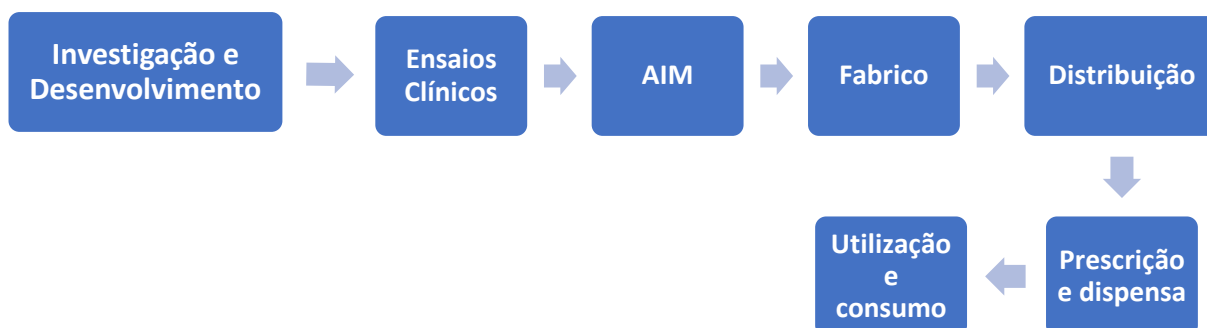 Investigação e
Desenvolvimento
Ensaios
Clínicos
AIM
Fabrico
Distribuição
Prescrição
e dispensa
Utilização
e
consumo